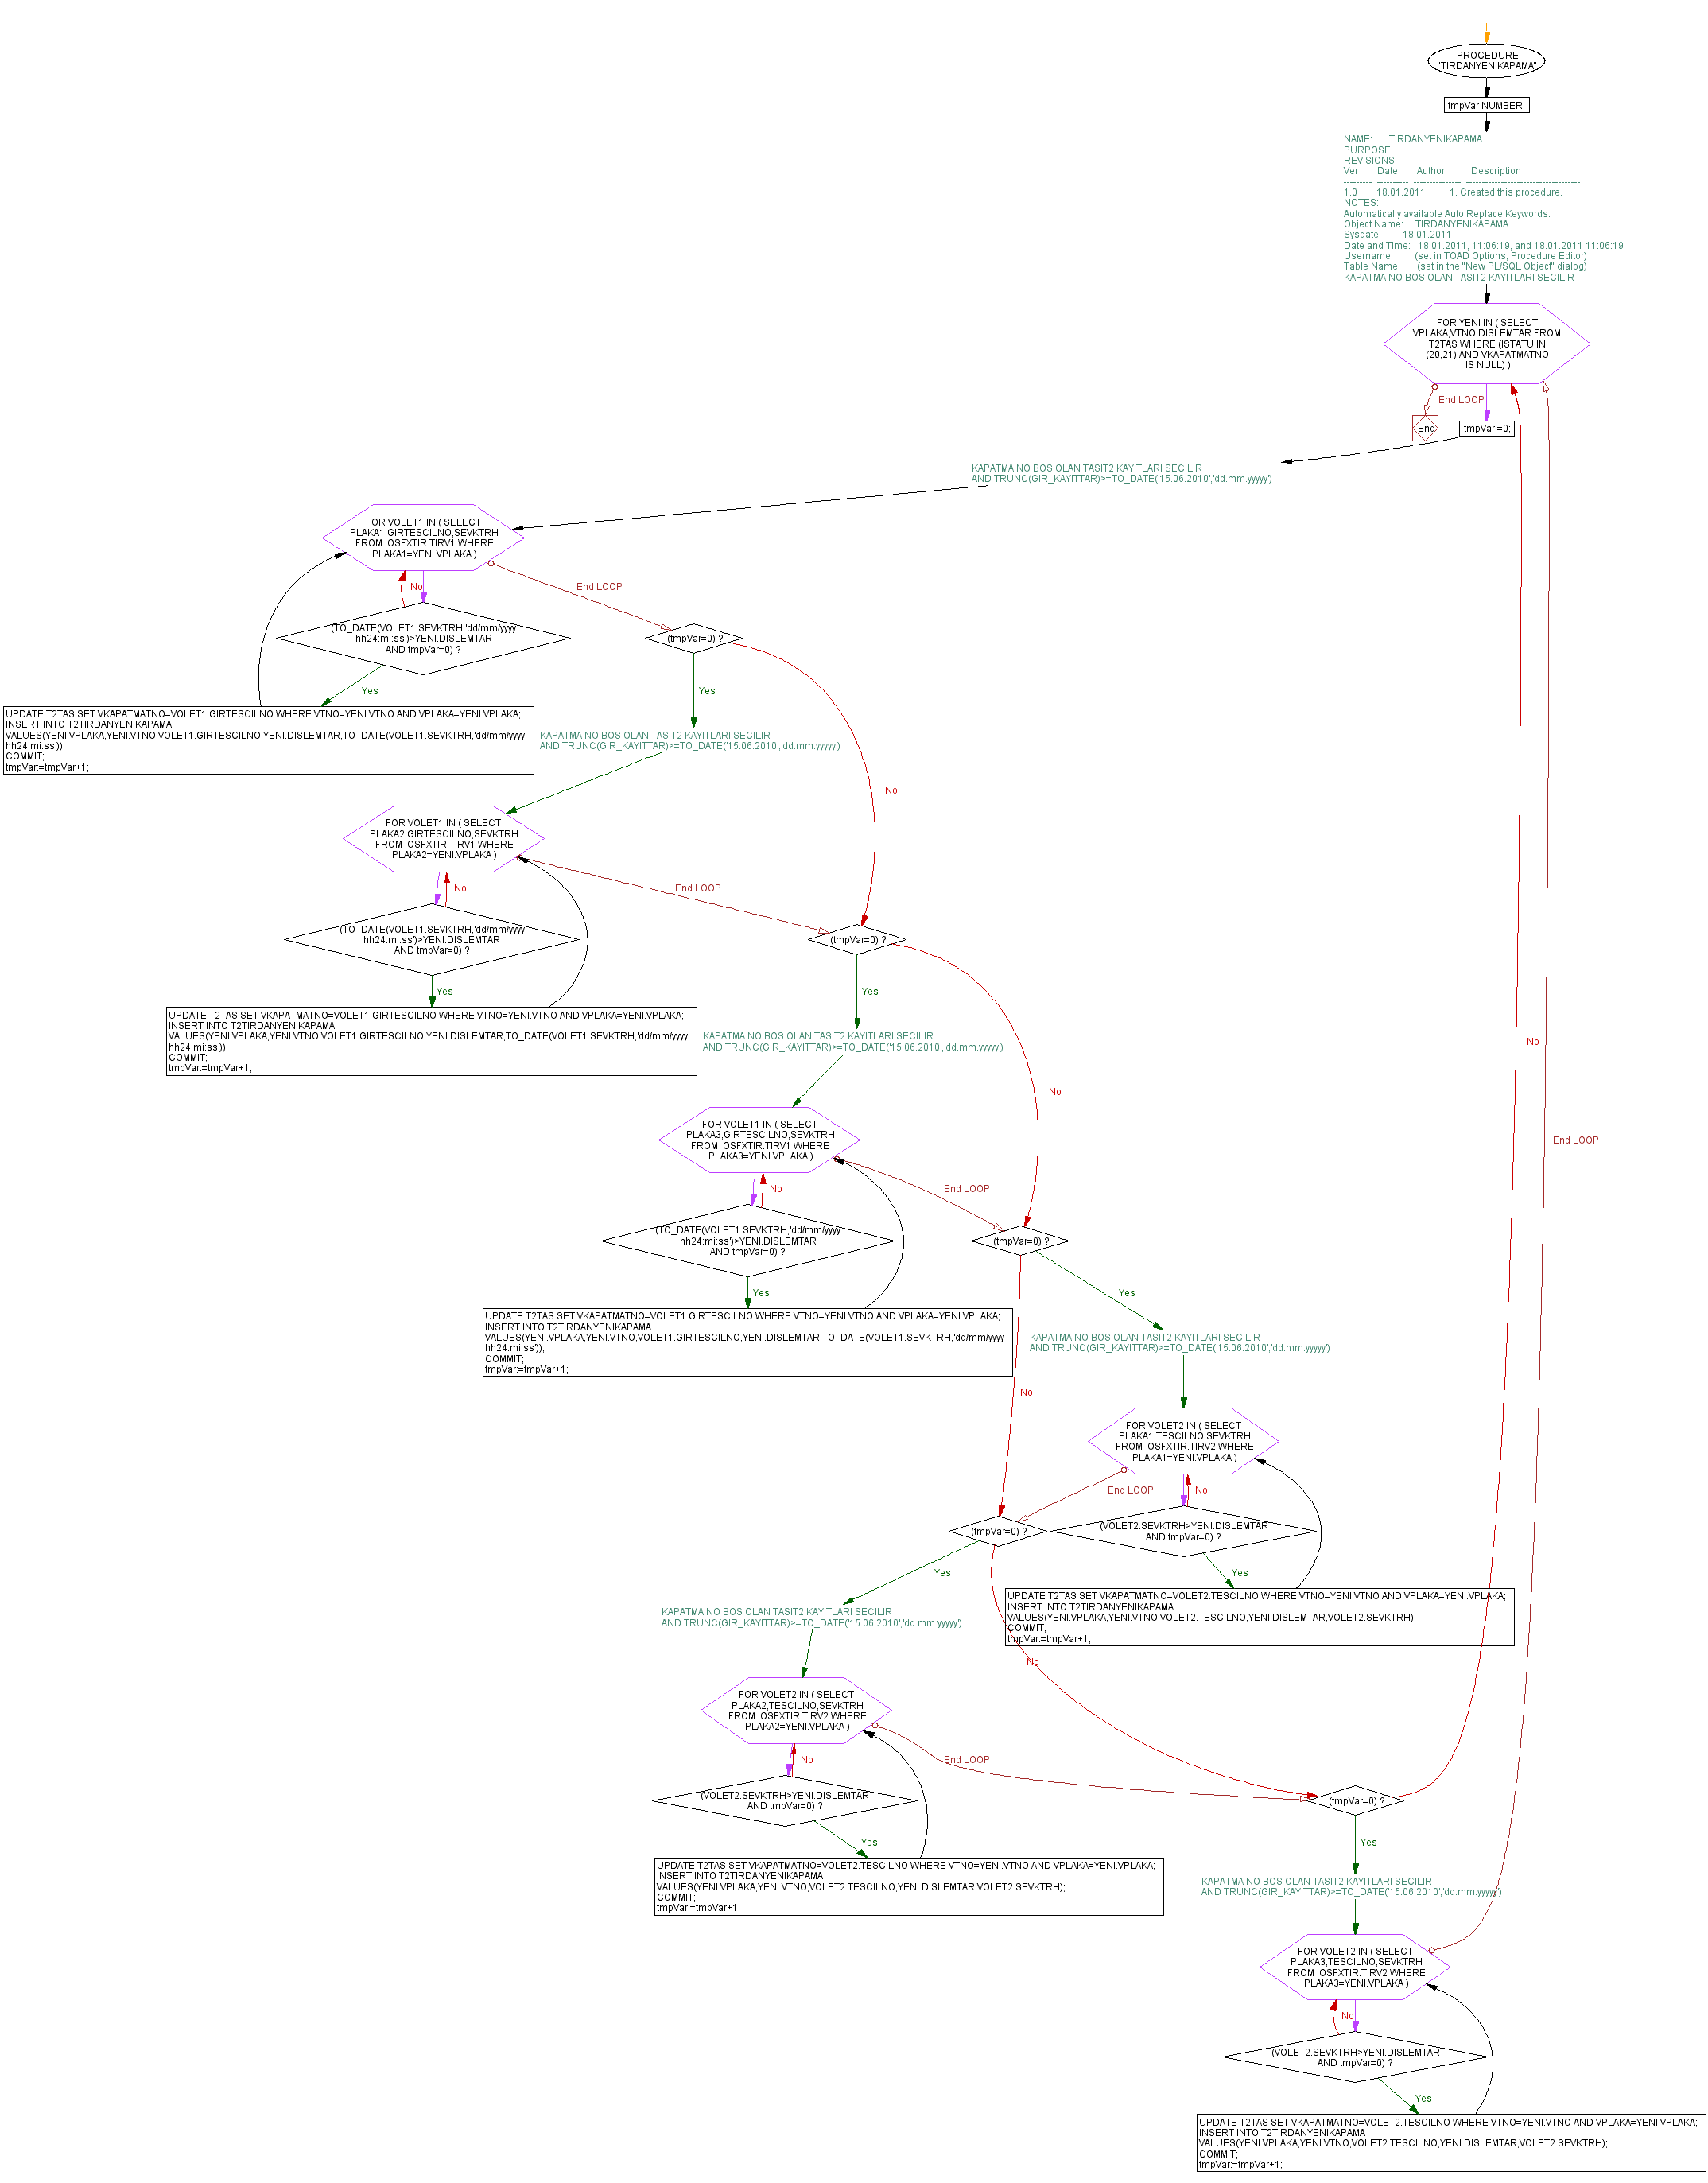 PROCEDURE
"TIRDANYENIKAPAMA"
tmpVar NUMBER;
NAME: TIRDANYENIKAPAMA
PURPOSE:
REVISIONS:
Ver Date Author Description
--------- ---------- --------------- ------------------------------------
1.0 18.01.2011 1. Created this procedure.
NOTES:
Automatically available Auto Replace Keywords:
Object Name: TIRDANYENIKAPAMA
Sysdate: 18.01.2011
Date and Time: 18.01.2011, 11:06:19, and 18.01.2011 11:06:19
Username: (set in TOAD Options, Procedure Editor)
Table Name: (set in the "New PL/SQL Object" dialog)
KAPATMA NO BOS OLAN TASIT2 KAYITLARI SECILIR
FOR YENI IN ( SELECT
VPLAKA,VTNO,DISLEMTAR FROM
T2TAS WHERE (ISTATU IN
(20,21) AND VKAPATMATNO
IS NULL) )
End LOOP
End
tmpVar:=0;
KAPATMA NO BOS OLAN TASIT2 KAYITLARI SECILIR
AND TRUNC(GIR_KAYITTAR)>=TO_DATE('15.06.2010','dd.mm.yyyy')
FOR VOLET1 IN ( SELECT
PLAKA1,GIRTESCILNO,SEVKTRH
FROM OSFXTIR.TIRV1 WHERE
PLAKA1=YENI.VPLAKA )
No
End LOOP
(TO_DATE(VOLET1.SEVKTRH,'dd/mm/yyyy
hh24:mi:ss')>YENI.DISLEMTAR
AND tmpVar=0) ?
(tmpVar=0) ?
Yes
Yes
UPDATE T2TAS SET VKAPATMATNO=VOLET1.GIRTESCILNO WHERE VTNO=YENI.VTNO AND VPLAKA=YENI.VPLAKA;
INSERT INTO T2TIRDANYENIKAPAMA
VALUES(YENI.VPLAKA,YENI.VTNO,VOLET1.GIRTESCILNO,YENI.DISLEMTAR,TO_DATE(VOLET1.SEVKTRH,'dd/mm/yyyy
hh24:mi:ss'));
COMMIT;
tmpVar:=tmpVar+1;
KAPATMA NO BOS OLAN TASIT2 KAYITLARI SECILIR
AND TRUNC(GIR_KAYITTAR)>=TO_DATE('15.06.2010','dd.mm.yyyy')
No
FOR VOLET1 IN ( SELECT
PLAKA2,GIRTESCILNO,SEVKTRH
FROM OSFXTIR.TIRV1 WHERE
PLAKA2=YENI.VPLAKA )
No
End LOOP
(TO_DATE(VOLET1.SEVKTRH,'dd/mm/yyyy
hh24:mi:ss')>YENI.DISLEMTAR
AND tmpVar=0) ?
(tmpVar=0) ?
Yes
Yes
UPDATE T2TAS SET VKAPATMATNO=VOLET1.GIRTESCILNO WHERE VTNO=YENI.VTNO AND VPLAKA=YENI.VPLAKA;
INSERT INTO T2TIRDANYENIKAPAMA
VALUES(YENI.VPLAKA,YENI.VTNO,VOLET1.GIRTESCILNO,YENI.DISLEMTAR,TO_DATE(VOLET1.SEVKTRH,'dd/mm/yyyy
hh24:mi:ss'));
COMMIT;
tmpVar:=tmpVar+1;
KAPATMA NO BOS OLAN TASIT2 KAYITLARI SECILIR
AND TRUNC(GIR_KAYITTAR)>=TO_DATE('15.06.2010','dd.mm.yyyy')
No
No
End LOOP
FOR VOLET1 IN ( SELECT
PLAKA3,GIRTESCILNO,SEVKTRH
FROM OSFXTIR.TIRV1 WHERE
PLAKA3=YENI.VPLAKA )
No
End LOOP
(TO_DATE(VOLET1.SEVKTRH,'dd/mm/yyyy
hh24:mi:ss')>YENI.DISLEMTAR
AND tmpVar=0) ?
(tmpVar=0) ?
Yes
Yes
UPDATE T2TAS SET VKAPATMATNO=VOLET1.GIRTESCILNO WHERE VTNO=YENI.VTNO AND VPLAKA=YENI.VPLAKA;
INSERT INTO T2TIRDANYENIKAPAMA
VALUES(YENI.VPLAKA,YENI.VTNO,VOLET1.GIRTESCILNO,YENI.DISLEMTAR,TO_DATE(VOLET1.SEVKTRH,'dd/mm/yyyy
hh24:mi:ss'));
COMMIT;
tmpVar:=tmpVar+1;
KAPATMA NO BOS OLAN TASIT2 KAYITLARI SECILIR
AND TRUNC(GIR_KAYITTAR)>=TO_DATE('15.06.2010','dd.mm.yyyy')
No
FOR VOLET2 IN ( SELECT
PLAKA1,TESCILNO,SEVKTRH
FROM OSFXTIR.TIRV2 WHERE
PLAKA1=YENI.VPLAKA )
End LOOP
No
(tmpVar=0) ?
(VOLET2.SEVKTRH>YENI.DISLEMTAR
AND tmpVar=0) ?
Yes
Yes
UPDATE T2TAS SET VKAPATMATNO=VOLET2.TESCILNO WHERE VTNO=YENI.VTNO AND VPLAKA=YENI.VPLAKA;
INSERT INTO T2TIRDANYENIKAPAMA
VALUES(YENI.VPLAKA,YENI.VTNO,VOLET2.TESCILNO,YENI.DISLEMTAR,VOLET2.SEVKTRH);
COMMIT;
tmpVar:=tmpVar+1;
KAPATMA NO BOS OLAN TASIT2 KAYITLARI SECILIR
AND TRUNC(GIR_KAYITTAR)>=TO_DATE('15.06.2010','dd.mm.yyyy')
No
FOR VOLET2 IN ( SELECT
PLAKA2,TESCILNO,SEVKTRH
FROM OSFXTIR.TIRV2 WHERE
PLAKA2=YENI.VPLAKA )
No
End LOOP
(VOLET2.SEVKTRH>YENI.DISLEMTAR
AND tmpVar=0) ?
(tmpVar=0) ?
Yes
Yes
UPDATE T2TAS SET VKAPATMATNO=VOLET2.TESCILNO WHERE VTNO=YENI.VTNO AND VPLAKA=YENI.VPLAKA;
INSERT INTO T2TIRDANYENIKAPAMA
VALUES(YENI.VPLAKA,YENI.VTNO,VOLET2.TESCILNO,YENI.DISLEMTAR,VOLET2.SEVKTRH);
COMMIT;
tmpVar:=tmpVar+1;
KAPATMA NO BOS OLAN TASIT2 KAYITLARI SECILIR
AND TRUNC(GIR_KAYITTAR)>=TO_DATE('15.06.2010','dd.mm.yyyy')
FOR VOLET2 IN ( SELECT
PLAKA3,TESCILNO,SEVKTRH
FROM OSFXTIR.TIRV2 WHERE
PLAKA3=YENI.VPLAKA )
No
(VOLET2.SEVKTRH>YENI.DISLEMTAR
AND tmpVar=0) ?
Yes
UPDATE T2TAS SET VKAPATMATNO=VOLET2.TESCILNO WHERE VTNO=YENI.VTNO AND VPLAKA=YENI.VPLAKA;
INSERT INTO T2TIRDANYENIKAPAMA
VALUES(YENI.VPLAKA,YENI.VTNO,VOLET2.TESCILNO,YENI.DISLEMTAR,VOLET2.SEVKTRH);
COMMIT;
tmpVar:=tmpVar+1;